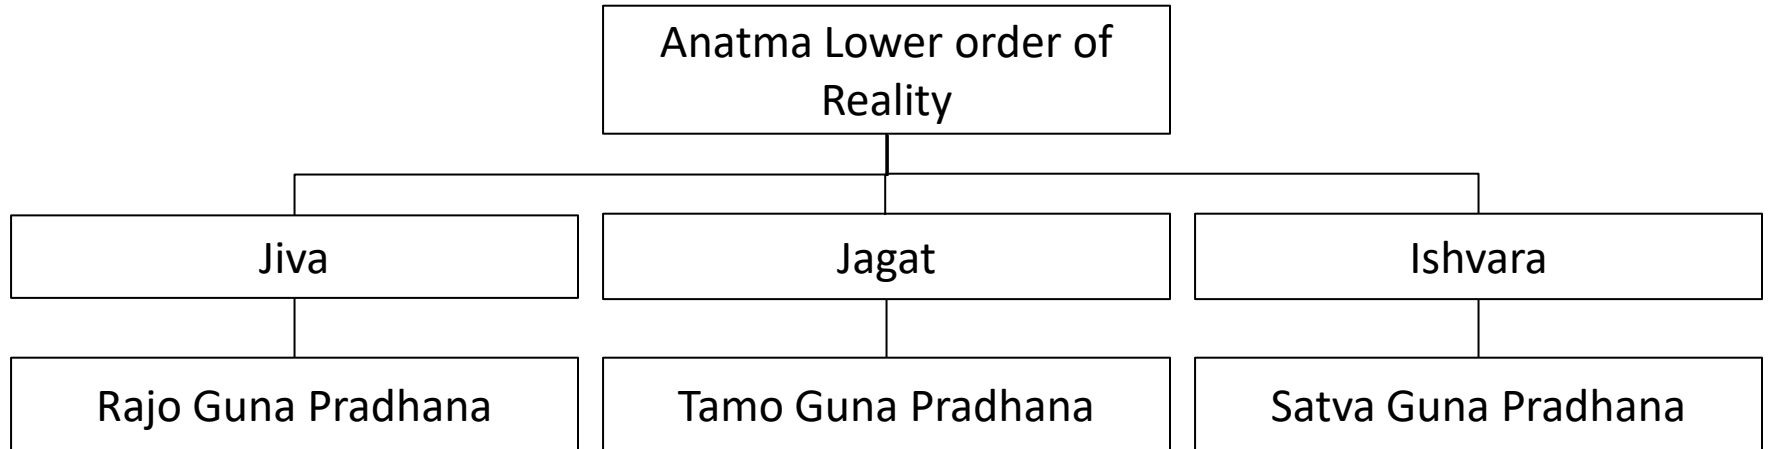 Anatma Lower order of
Reality
Jiva
Jagat
Ishvara
Rajo Guna Pradhana
Tamo Guna Pradhana
Satva Guna Pradhana